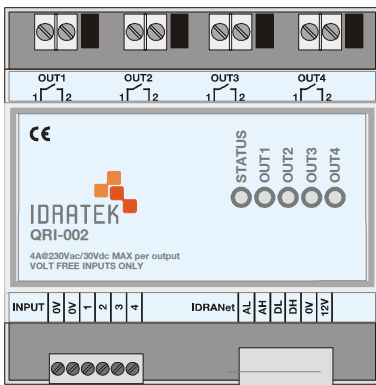 OUT1 OUT2 OUT3 OUT4
1 2 1 2 1 2 1 2
CE
STATUS OUT1 OUT2 OUT3 OUT4
IDRATEK
QRI-002
4A@230Vac/30Vdc MAX per output
VOLT FREE INPUTS ONLY
INPUT 0V 0V 1 2 3 4 IDRANet AL AH DL DH 0V 12V